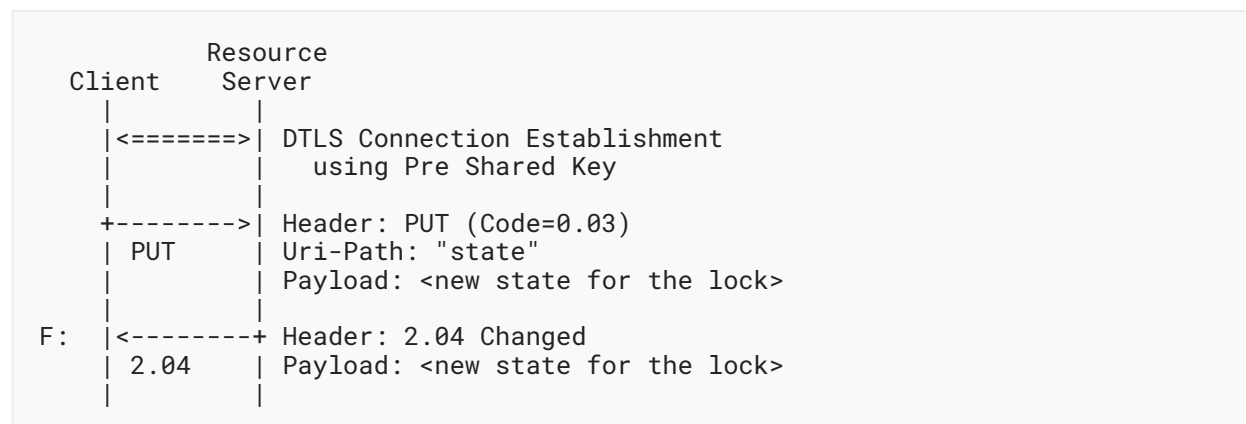 Resource
  Client    Server
    |         |
    |<=======>| DTLS Connection Establishment
    |         |   using Pre Shared Key
    |         |
    +-------->| Header: PUT (Code=0.03)
    | PUT     | Uri-Path: "state"
    |         | Payload: <new state for the lock>
    |         |
F:  |<--------+ Header: 2.04 Changed
    | 2.04    | Payload: <new state for the lock>
    |         |